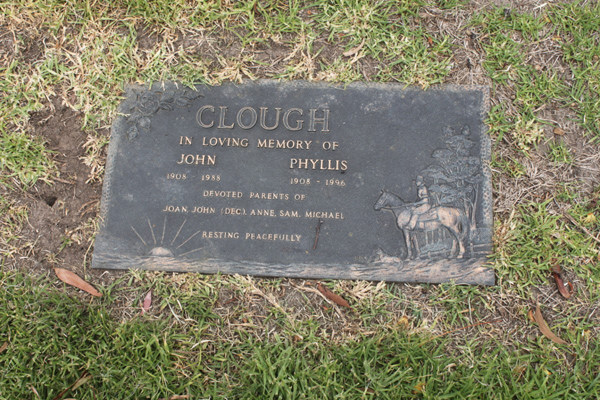 CLOUGH
IN LOVING MEMORY OF
JOHN PHYLLIS
1908 - 1988 1908 - 1996
DEVOTED PARENTS OF
JOAN, JOHN (DEC), ANNE, SAM, MICHAEL
RESTING PEACEFULLY